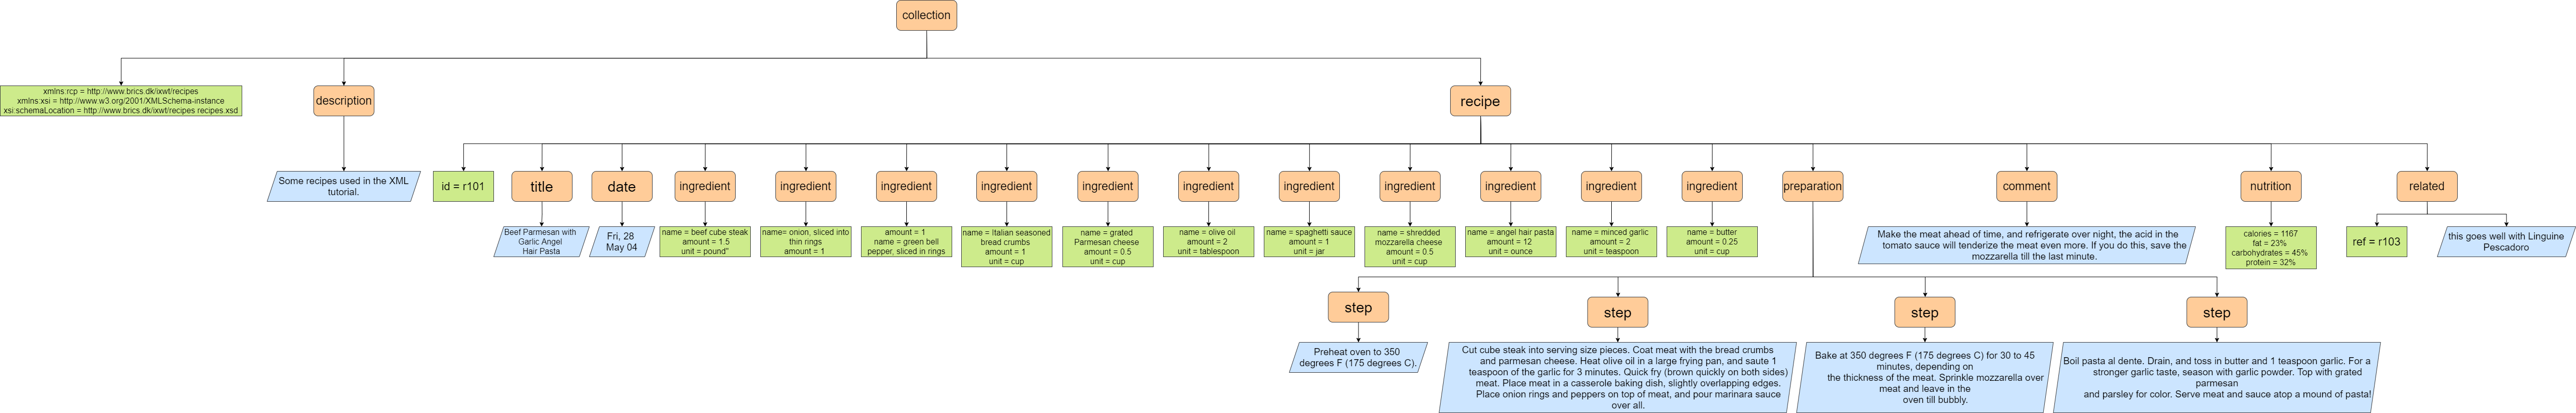 collection
xmlns:rcp = http://www.brics.dk/ixwt/recipes
xmlns:xsi = http://www.w3.org/2001/XMLSchema-instance
xsi:schemaLocation = http://www.brics.dk/ixwt/recipes recipes.xsd
description
recipe
Some recipes used in the XML
tutorial.
id = r101
title
date
ingredient
ingredient
ingredient
ingredient
ingredient
ingredient
ingredient
ingredient
ingredient
ingredient
ingredient
preparation
comment
nutrition
related
Beef Parmesan with
Garlic Angel
Hair Pasta
Fri, 28
May 04
name = beef cube steak
amount = 1.5
unit = pound"
name= onion, sliced into
thin rings
amount = 1
amount = 1
name = green bell
pepper, sliced in rings
name = Italian seasoned
bread crumbs
amount = 1
unit = cup
name = grated
Parmesan cheese
amount = 0.5
unit = cup
name = olive oil
amount = 2
unit = tablespoon
name = spaghetti sauce
amount = 1
unit = jar
name = shredded
mozzarella cheese
amount = 0.5
unit = cup
name = angel hair pasta
amount = 12
unit = ounce
name = minced garlic
amount = 2
unit = teaspoon
name = butter
amount = 0.25
unit = cup
Make the meat ahead of time, and refrigerate over night, the acid in the
tomato sauce will tenderize the meat even more. If you do this, save the
mozzarella till the last minute.
calories = 1167
fat = 23%
carbohydrates = 45%
protein = 32%
ref = r103
this goes well with Linguine
Pescadoro
step
step
step
step
Preheat oven to 350
degrees F (175 degrees C).
Cut cube steak into serving size pieces. Coat meat with the bread crumbs
and parmesan cheese. Heat olive oil in a large frying pan, and saute 1
teaspoon of the garlic for 3 minutes. Quick fry (brown quickly on both sides)
meat. Place meat in a casserole baking dish, slightly overlapping edges.
Place onion rings and peppers on top of meat, and pour marinara sauce
over all.
Bake at 350 degrees F (175 degrees C) for 30 to 45
minutes, depending on
the thickness of the meat. Sprinkle mozzarella over
meat and leave in the
oven till bubbly.
Boil pasta al dente. Drain, and toss in butter and 1 teaspoon garlic. For a
stronger garlic taste, season with garlic powder. Top with grated
parmesan
and parsley for color. Serve meat and sauce atop a mound of pasta!